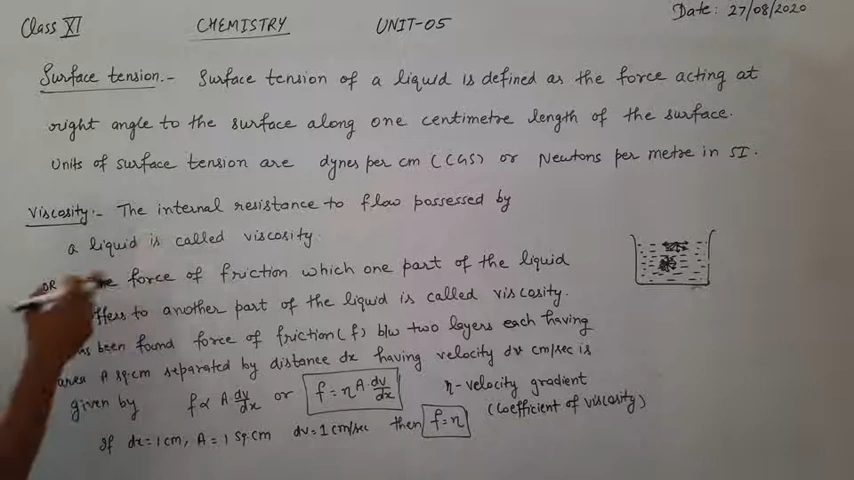 Class XI CHEMISTRY UNIT-05 Date: 27/08/2020
Surface tension.- Surface tension of a liquid is defined as the force acting at
right angle to the surface along one centimetre length of the surface.
Units of surface tension are dynes per cm (CGS) or Newtons per metre in SI.
Viscosity:- The internal resistance to flow possessed by
a liquid is called viscosity.
OR force of friction which one part of the liquid
offers to another part of the liquid is called viscosity.
been found force of friction (f) b/w two layers each having
area A sq.cm separated by distance dx having velocity dv cm/sec is
given by f ∝ A.dv/dx or f = η A.dv/dx η-velocity gradient
(Coefficient of viscosity)
If dx = 1 cm, A = 1 sq.cm dv = 1 cm/sec then f = η